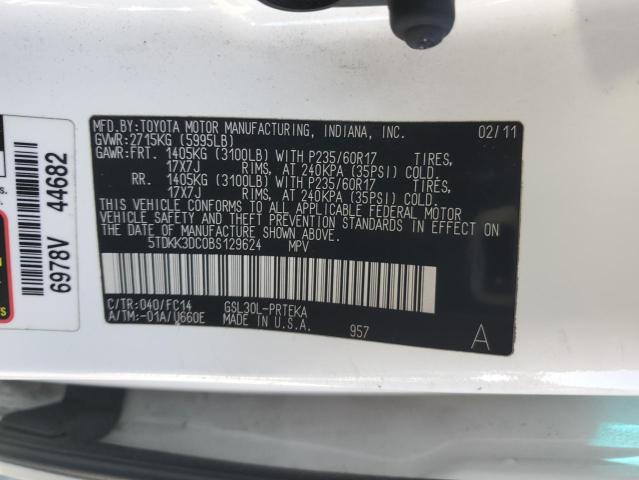 MFD. BY: TOYOTA MOTOR MANUFACTURING, INDIANA, INC. 02/11
GVWR: 2715KG (5995LB)
GAWR: FRT. 1405KG (3100LB) WITH P235/60R17 TIRES,
17X7J RIMS, AT 240KPA (35PSI) COLD.
RR. 1405KG (3100LB) WITH P235/60R17 TIRES,
17X7J RIMS, AT 240KPA (35PSI) COLD.
THIS VEHICLE CONFORMS TO ALL APPLICABLE FEDERAL MOTOR
VEHICLE SAFETY AND THEFT PREVENTION STANDARDS IN EFFECT ON
THE DATE OF MANUFACTURE SHOWN ABOVE.
5TDKK3DC0BS129624 MPV
C/TR: 040/FC14 GSL30L-PRTEKA
A/TM: -01A/U660E MADE IN U.S.A. 957 A
6978V 44682